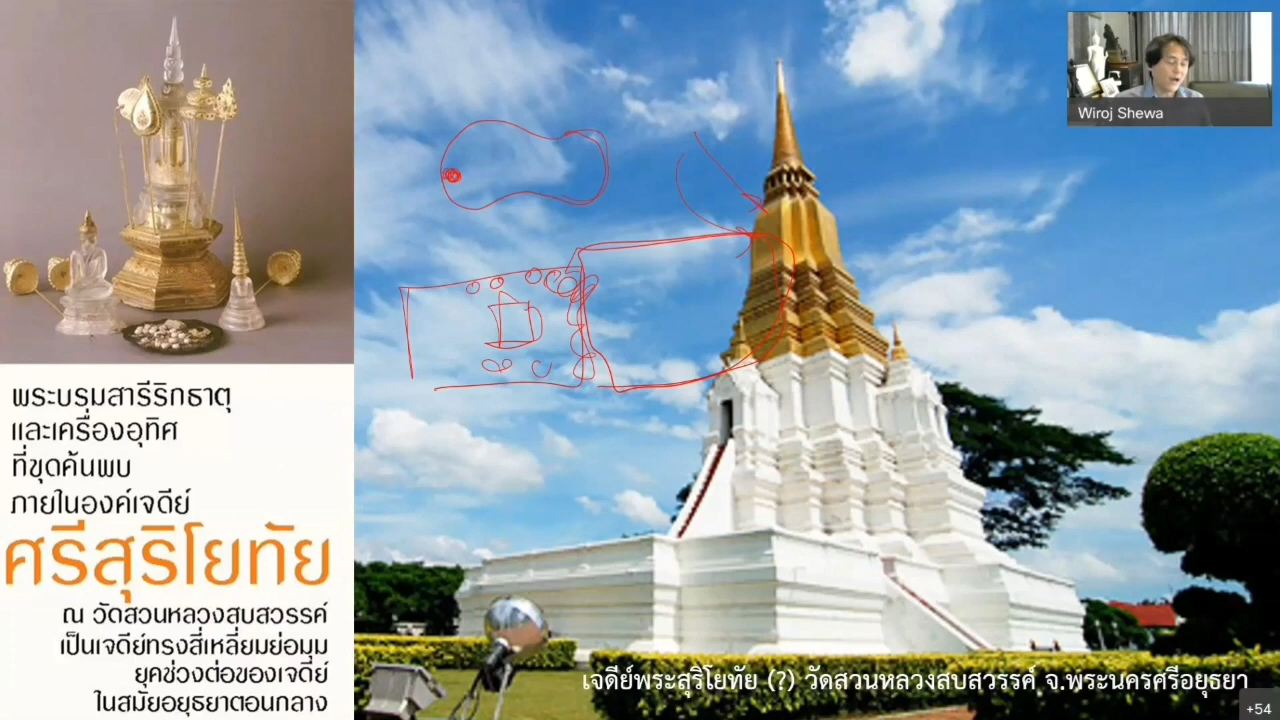 พระบรมสารีริกธาตุ
และเครื่องอุทิศ
ที่ขุดค้นพบ
ภายในองค์เจดีย์
ศรีสุริโยทัย
ณ วัดสวนหลวงสบสวรรค์
เป็นเจดีย์ทรงสี่เหลี่ยมย่อมุม
ยุคช่วงต่อของเจดีย์
ในสมัยอยุธยาตอนกลาง
Wiroj Shewa
เจดีย์พระสุริโยทัย (?) วัดสวนหลวงสบสวรรค์ จ.พระนครศรีอยุธยา
+54